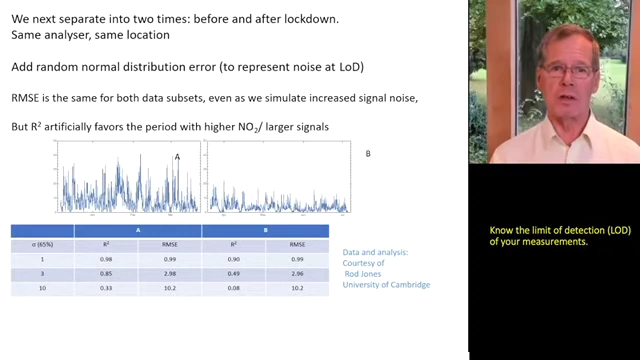 We next separate into two times: before and after lockdown.
Same analyser, same location
Add random normal distribution error (to represent noise at LoD)
RMSE is the same for both data subsets, even as we simulate increased signal noise,
But R² artificially favors the period with higher NO₂/ larger signals
A
B
A B
σ (65%) R² RMSE R² RMSE
1 0.98 0.99 0.90 0.99
3 0.85 2.98 0.49 2.96
10 0.33 10.2 0.08 10.2
Data and analysis:
Courtesy of
Rod Jones
University of Cambridge
Know the limit of detection (LOD)
of your measurements.